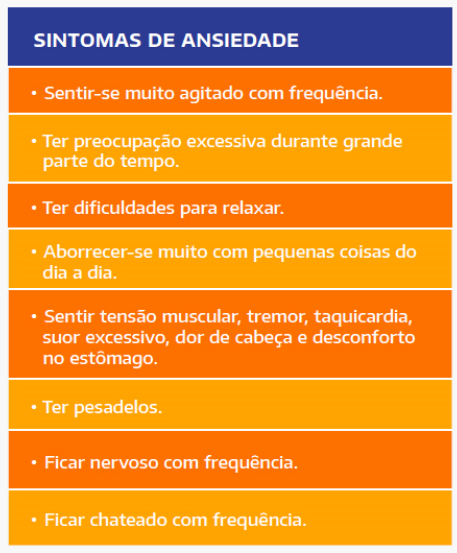 SINTOMAS DE ANSIEDADE
• Sentir-se muito agitado com frequência.
• Ter preocupação excessiva durante grande
parte do tempo.
• Ter dificuldades para relaxar.
• Aborrecer-se muito com pequenas coisas do
dia a dia.
• Sentir tensão muscular, tremor, taquicardia,
suor excessivo, dor de cabeça e desconforto
no estômago.
• Ter pesadelos.
• Ficar nervoso com frequência.
• Ficar chateado com frequência.